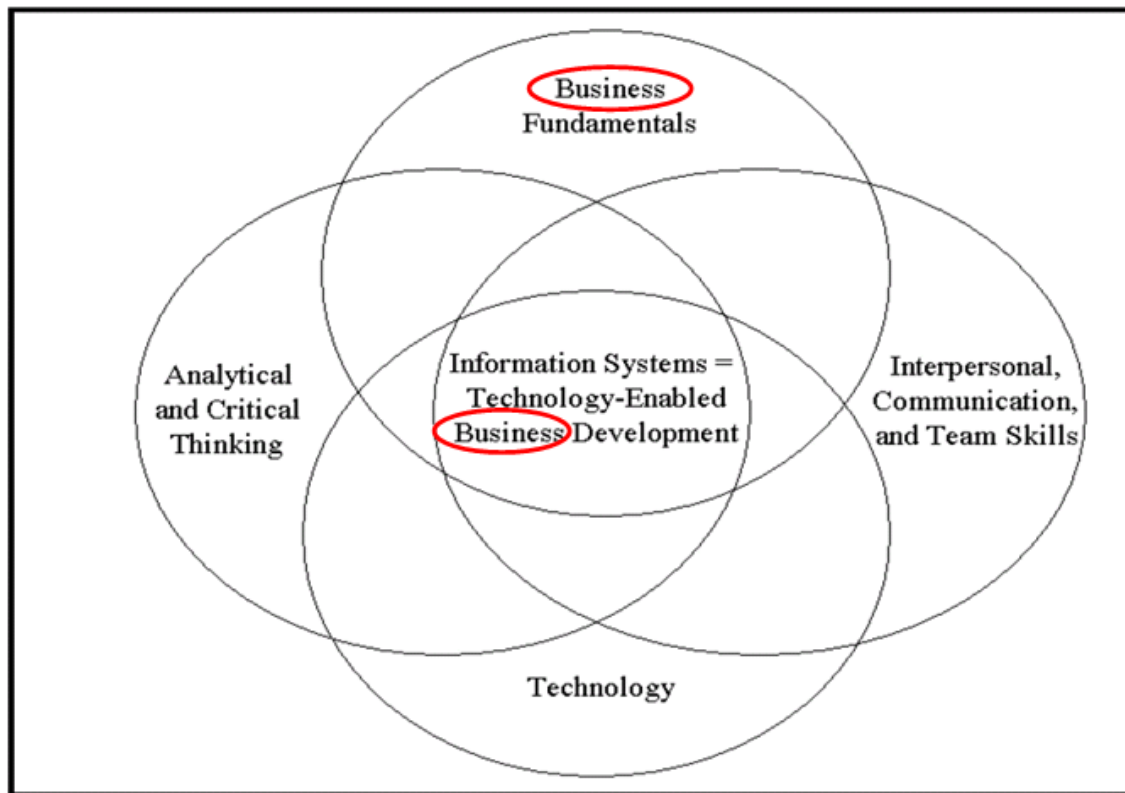 Business
Fundamentals
Analytical
and Critical
Thinking
Information Systems =
Technology-Enabled
Business Development
Interpersonal,
Communication,
and Team Skills
Technology